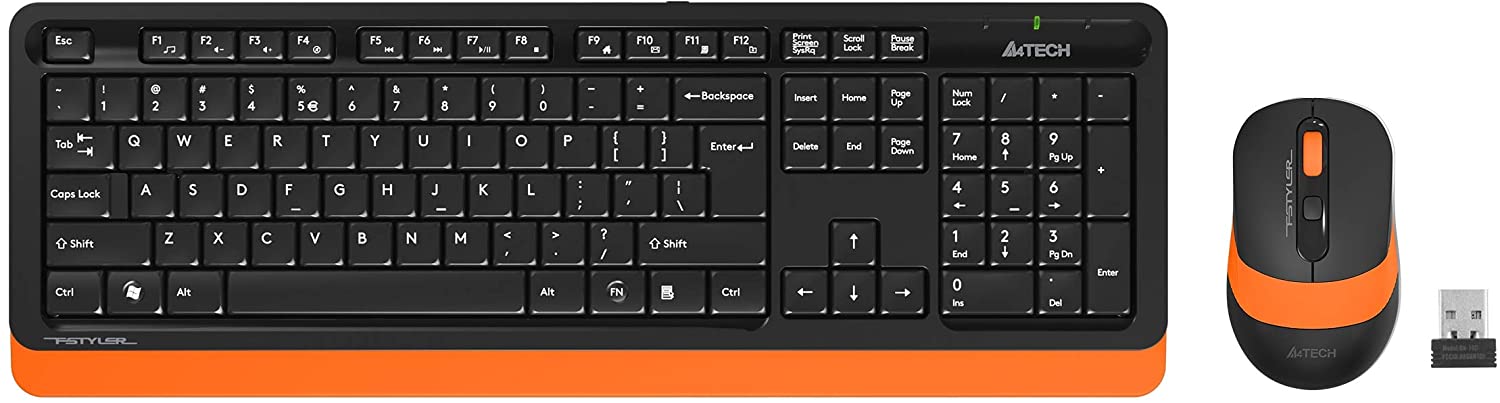 Esc F1 F2 F3 F4 F5 F6 F7 F8 F9 F10 F11 F12 Print Screen SysRq Scroll Lock Pause Break
A4TECH
~ ` ! 1 @ 2 # 3 $ 4 % 5 € ^ 6 & 7 * 8 ( 9 ) 0 _ - + = ←Backspace Insert Home Page Up Num Lock / * -
Tab Q W E R T Y U I O P { [ } ] Enter↵ Delete End Page Down 7 Home 8 ↑ 9 Pg Up +
Caps Lock A S D F G H J K L : ; " ' ¦ \ 4 ← 5 6 →
⇧ Shift Z X C V B N M < , > . ? / ⇧ Shift ↑ 1 End 2 ↓ 3 Pg Dn Enter
Ctrl Alt Alt FN Ctrl ← ↓ → 0 Ins . Del
FSTYLER
FSTYLER
A4TECH